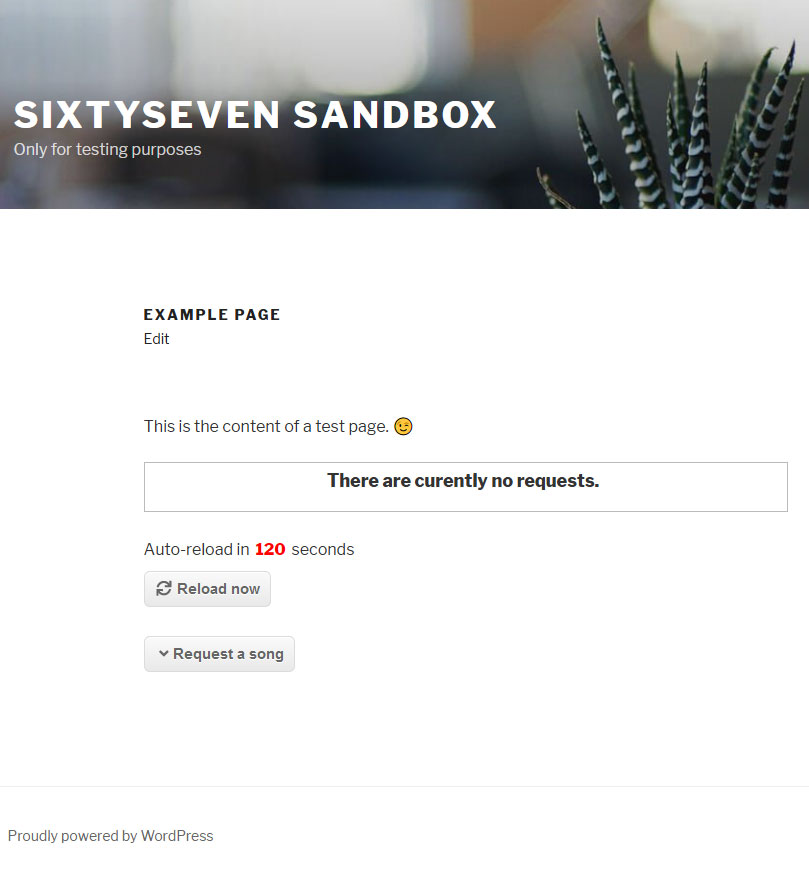 SIXTYSEVEN SANDBOX
Only for testing purposes
EXAMPLE PAGE
Edit
This is the content of a test page. 😉
There are curently no requests.
Auto-reload in 120 seconds
Reload now
Request a song
Proudly powered by WordPress